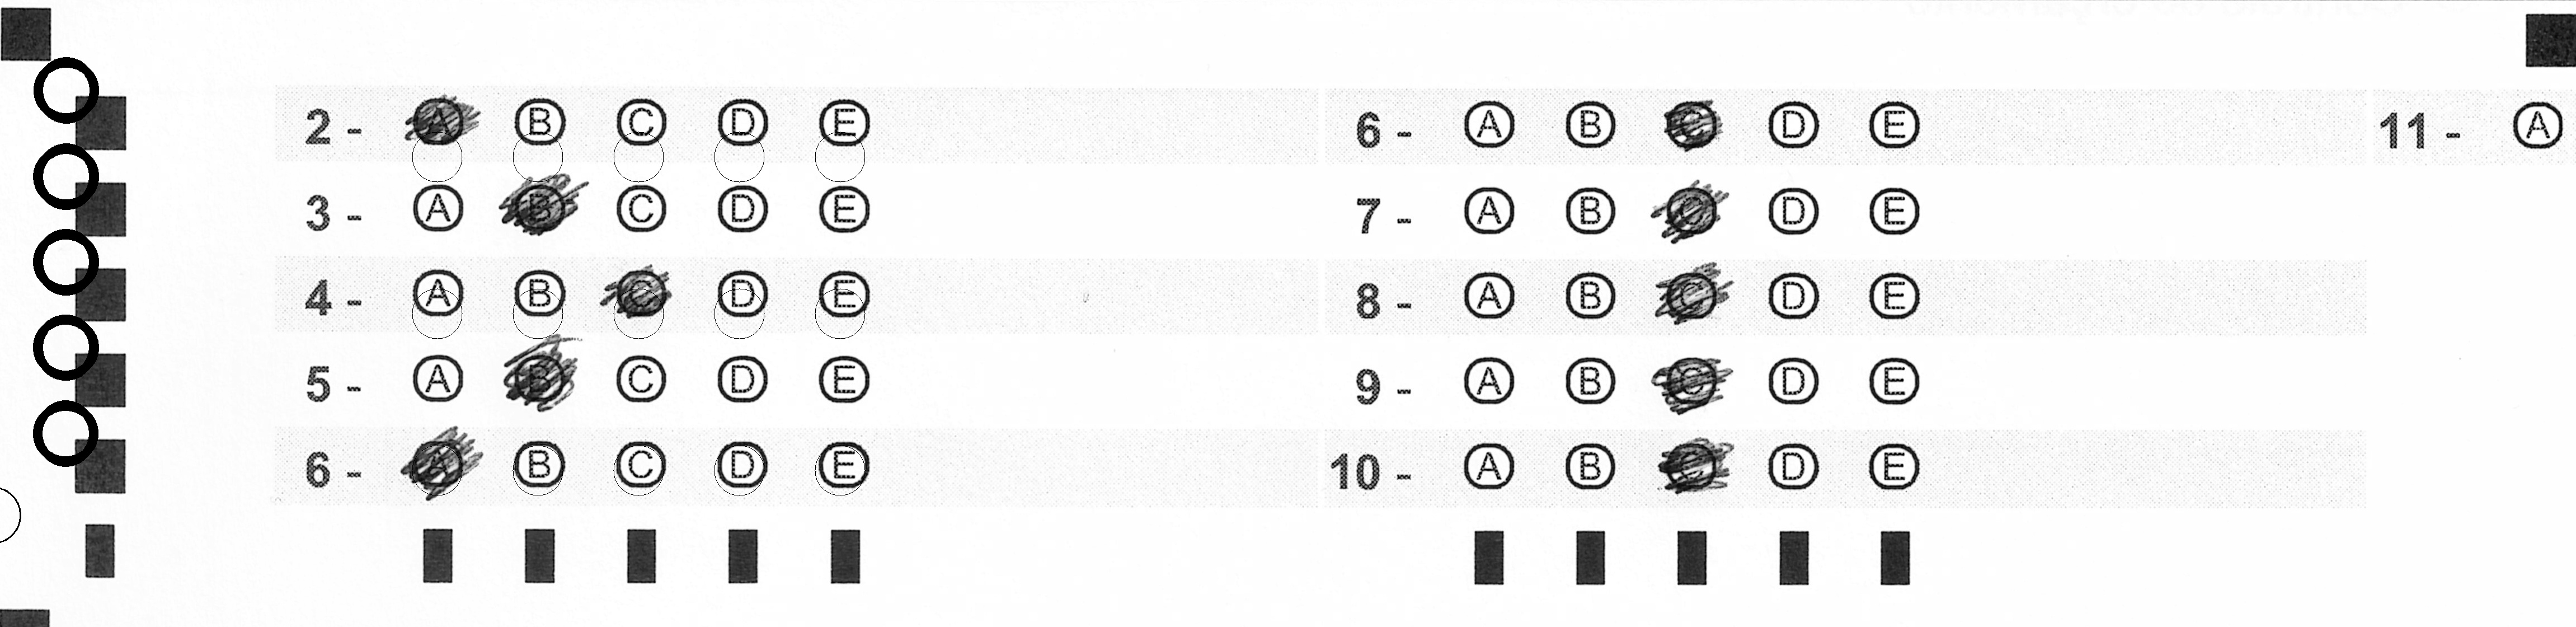 2 - A B C D E
3 - A B C D E
4 - A B C D E
5 - A B C D E
6 - A B C D E
6 - A B C D E
7 - A B C D E
8 - A B C D E
9 - A B C D E
10 - A B C D E
11 - A